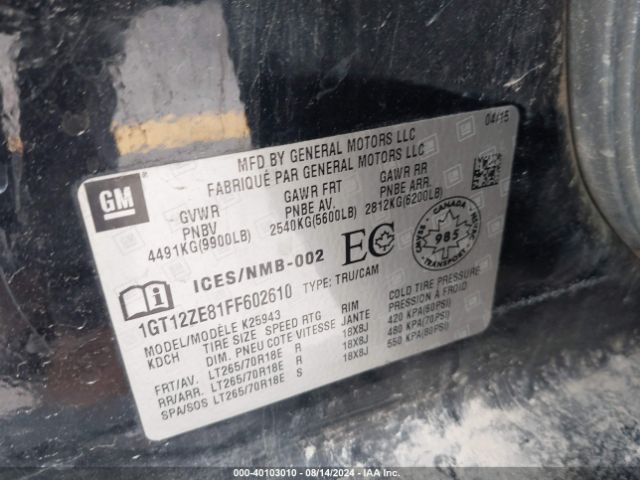 04/15
MFD BY GENERAL MOTORS LLC
FABRIQUÉ PAR GENERAL MOTORS LLC
GM
GVWR GAWR FRT GAWR RR
PNBV PNBE AV. PNBE ARR.
4491KG(9900LB) 2540KG(5600LB) 2812KG(6200LB)
ICES/NMB-002 EC
CANADA
985
TRANSPORT
1GT12ZE81FF602610 TYPE: TRU/CAM
MODEL/MODÈLE K25943
KDCH TIRE SIZE SPEED RTG RIM COLD TIRE PRESSURE
DIM. PNEU COTE VITESSE JANTE PRESSION À FROID
FRT/AV. LT265/70R18E R 18X8J 420 KPA(60PSI)
RR/ARR. LT265/70R18E R 18X8J 480 KPA(70PSI)
SPA/SOS LT265/70R18E S 18X8J 550 KPA(80PSI)
000-40103010 - 08/14/2024 - IAA Inc.